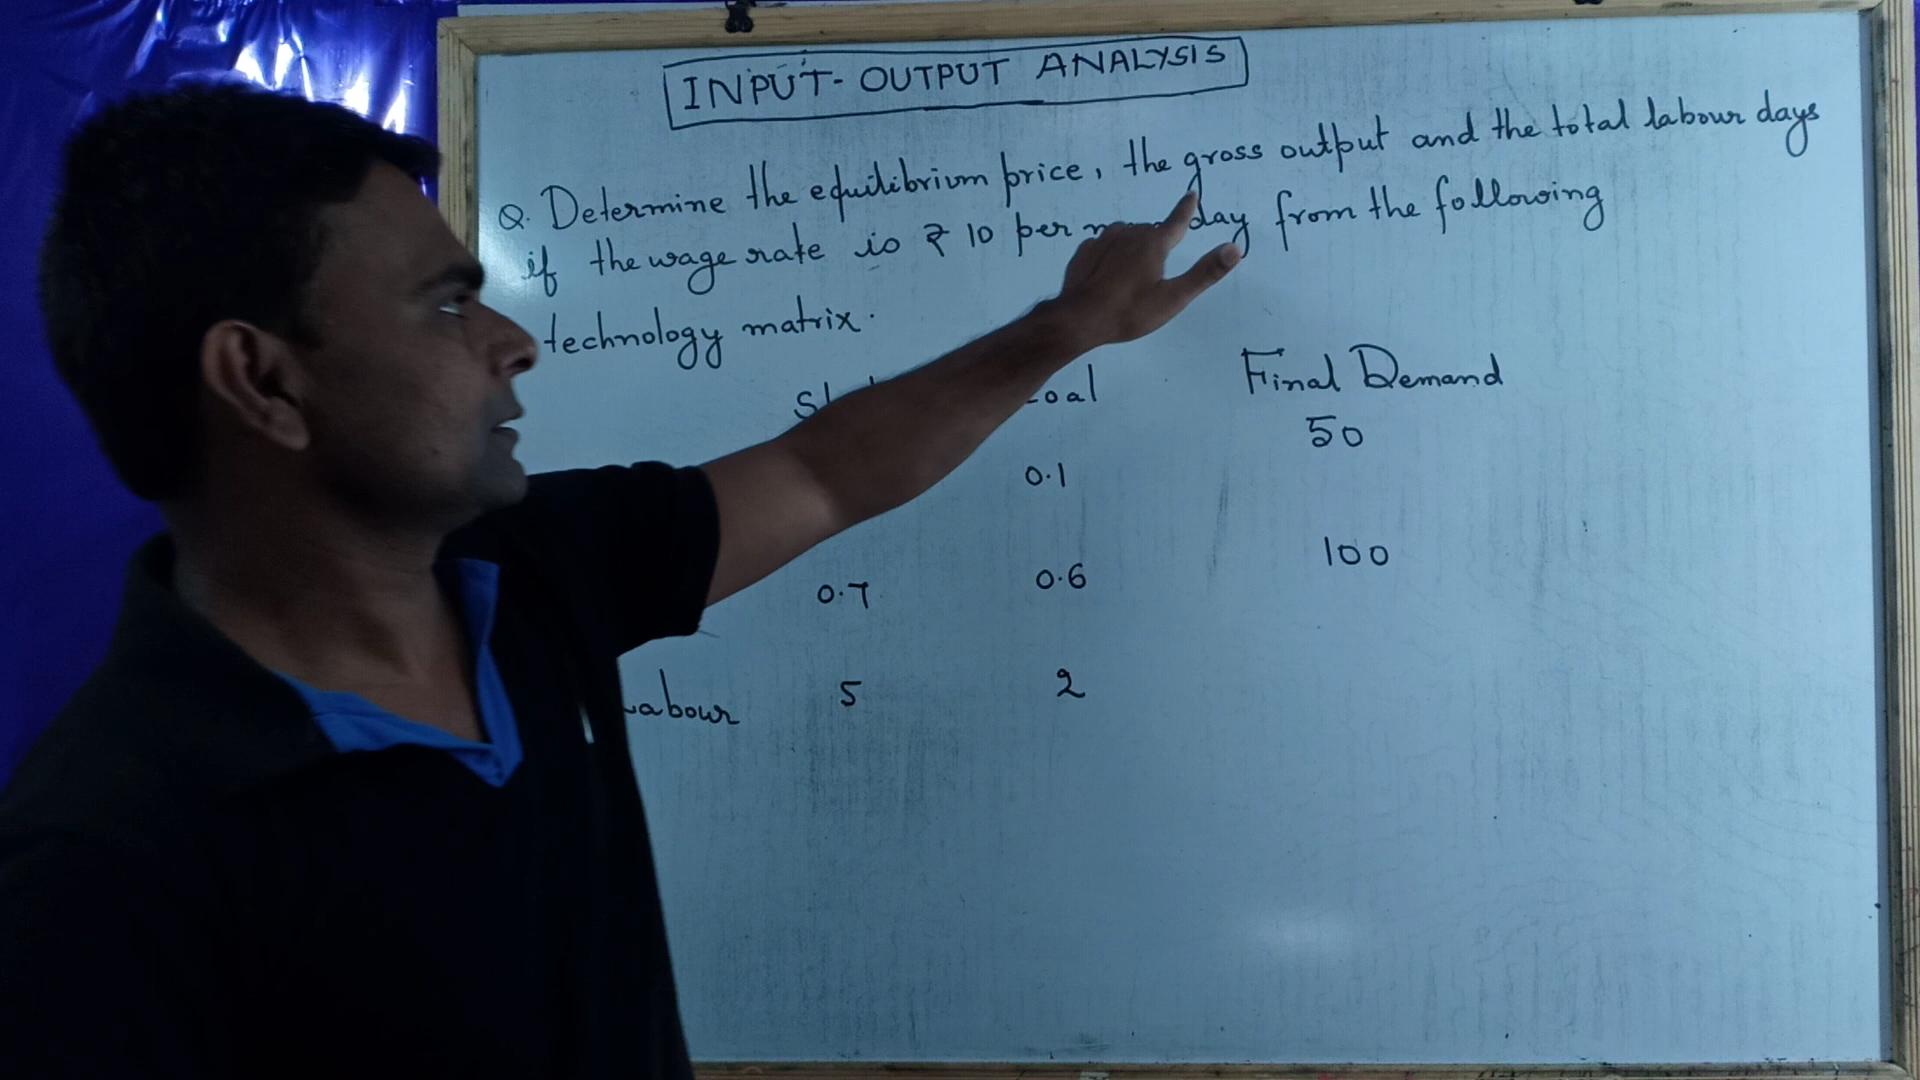 INPUT-OUTPUT ANALYSIS
Q. Determine the equilibrium price, the gross output and the total labour days
if the wage rate is ₹ 10 per day from the following
technology matrix.
Final Demand
0.1 50
0.7 0.6 100
5 2